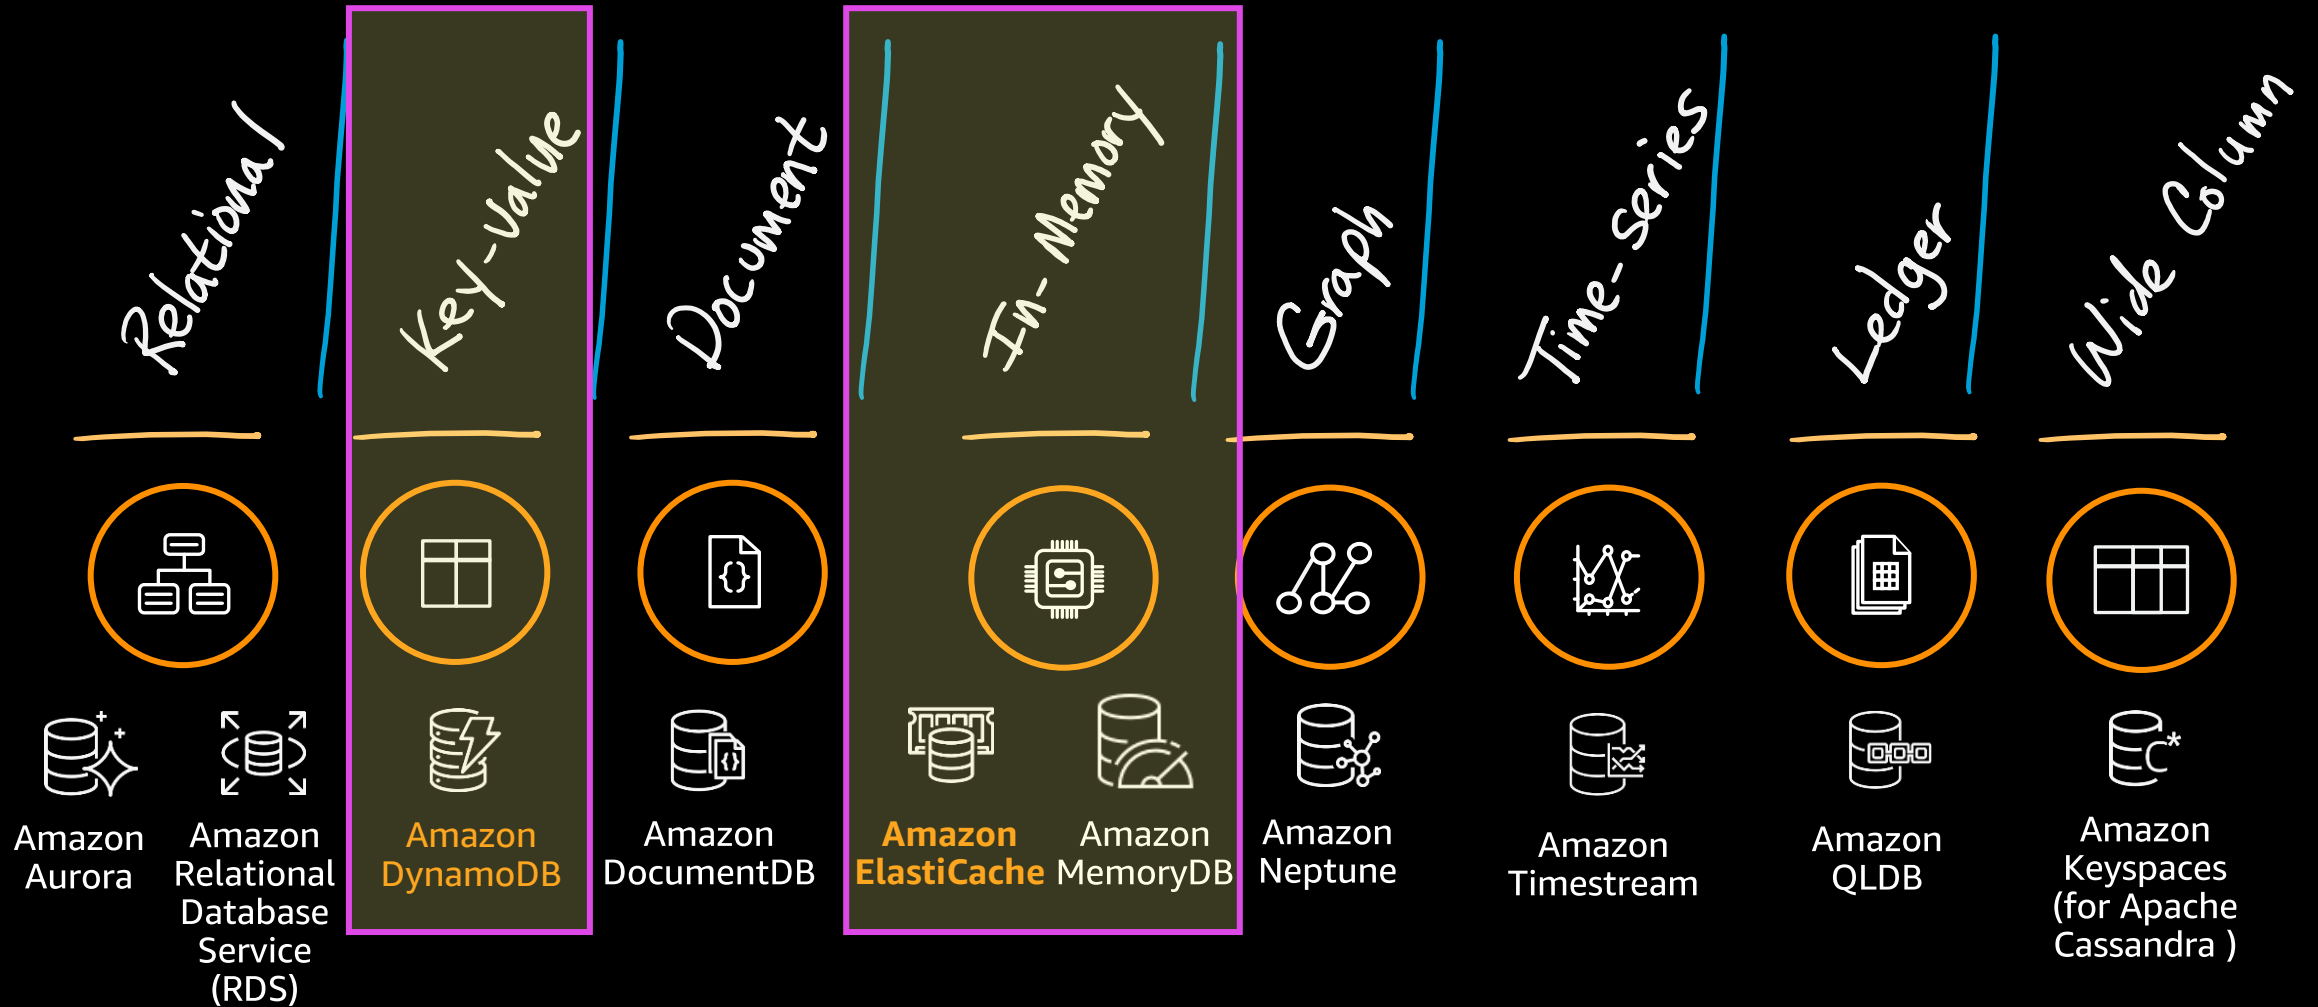 Relational
Key-value
Document
In-Memory
Graph
Time-series
Ledger
Wide Column
Amazon
Aurora
Amazon
Relational
Database
Service
(RDS)
Amazon
DynamoDB
Amazon
DocumentDB
Amazon
ElastiCache
Amazon
MemoryDB
Amazon
Neptune
Amazon
Timestream
Amazon
QLDB
C*
Amazon
Keyspaces
(for Apache
Cassandra )